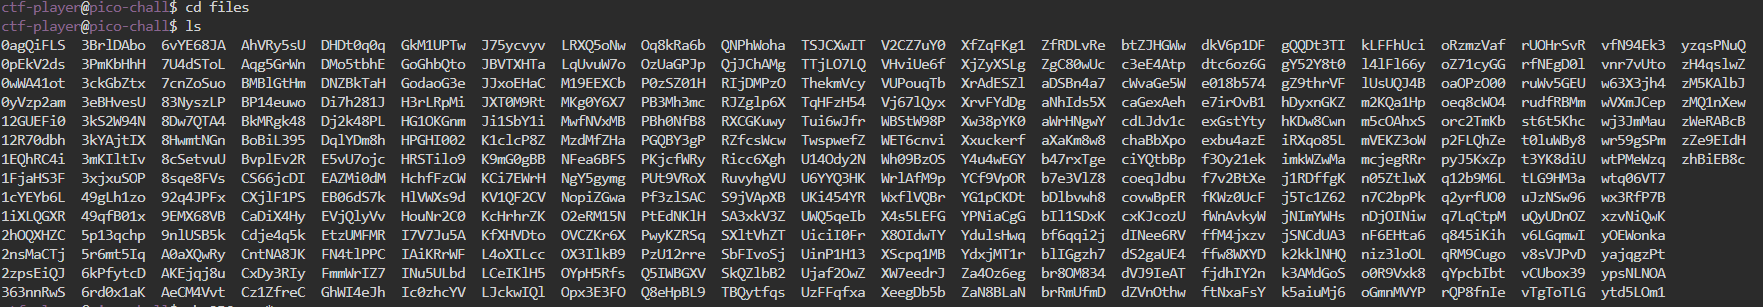 ctf-player@pico-chall$ cd files
ctf-player@pico-chall$ ls
0agQiFLS 3BrlDAbo 6vYE68JA AhVRy5sU DHDt0q0q GkM1UPTw J75ycvyv LRXQ5oNw Oq8kRa6b QNPhWoha TSJCXwIT V2CZ7uY0 XfZqFKg1 ZfRDLvRe btZJHGWw dkV6p1DF gQQDt3TI kLFFhUci oRzmzVaf rUOHrSvR vfN94Ek3 yzqsPNuQ
0pEkV2ds 3PmKbHhH 7U4dSToL Aqg5GrWn DMo5tbhE GoGhbQto JBVTXHTa LqUvuW7o OzUaGPJp QjJChAMg TTjLO7LQ VHviUe6f XjZyXSLg ZgC80wUc c3eE4Atp dtc6oz6G gY52Y8t0 l4lFl66y oZ71cyGG rfNEgD0l vnr7vUto zH4qslwZ
0wWA41ot 3ckGbZtx 7cnZoSuo BMBlGtHm DNZBkTaH GodaoG3e JJxoEHaC M19EEXCb P0zSZ01H RIjDMPzO ThekmVcy VUPouqTb XrAdESZl aDSBn4a7 cWvaGe5W e018b574 gZ9thrVF lUsUQJ4B oaOPzO00 ruWv5GEU w63X3jh4 zM5KAlbJ
0yVzp2am 3eBHvesU 83NyszLP BP14euwo Di7h281J H3rLRpMi JXT0M9Rt MKg0Y6X7 PB3Mh3mc RJZglp6X TqHFzH54 Vj67lQyx XrvFYdDg aNhIds5X caGexAeh e7irOvB1 hDyxnGKZ m2KQa1Hp oeq8cWO4 rudfRBMm wVXmJCep zMQ1nXew
12GUEFi0 3kS2W94N 8Dw7QTA4 BkMRgk48 Dj2k48PL HG1OKGnm Ji1SbY1i MwfNVxMB PBh0NfB8 RXCGKuwy Tui6wJfr WBStW98P Xw38pYK0 aWrHNgwY cdLJdv1c exGstYty hKDw8Cwn m5cOAhxS orc2TmKb st6t5Khc wj3JmMau zWeRABcB
12R70dbh 3kYAjtIX 8HwmtNGn BoBiL395 DqlYDm8h HPGHI002 K1clcP8Z MzdMfZHa PGQBY3gP RZfcsWcw TwspwefZ WET6cnvi Xxuckerf aXaKm8w8 chaBbXpo exbu4azE iRXqo85L mVEKZ3oW p2FLQhZe t0luWBy8 wr59gSPm zZe9EIdH
1EQhRC4i 3mKIltIv 8cSetvuU BvplEv2R E5vU7ojc HRSTilo9 K9mG0gBB NFea6BFS PKjcfWRy Ricc6Xgh U14Ody2N Wh09BzOS Y4u4wEGY b47rxTge ciYQtbBp f3Oy21ek imkWZwMa mcjegRRr pyJ5KxZp t3YK8diU wtPMeWzq zhBiEB8c
1FjaHS3F 3xjxuSOP 8sqe8FVs CS66jcDI EAZMi0dM HchfFzCW KCi7EWrH NgY5gymg PUt9VRoX RuvyhgVU U6YYQ3HK WrlAfM9p YCf9VpOR b7e3VlZ8 coeqJdbu f7v2BtXe j1RDffgK n05ZtlwX q12b9M6L tLG9HM3a wtq06VT7
1cYEYb6L 49gLh1zo 92q4JPFx CXjlF1PS EB06dS7k HlVWXs9d KV1QF2CV NopiZGwa Pf3zlSAC S9jVApXB UKi454YR WxflVQBr YG1pCKDt bDlbvwh8 covwBpER fKWz0UcF j5Tc1Z62 n7C2bpPk q2yrfUO0 uJzNSw96 wx3RfP7B
1iXLQGXR 49qfB01x 9EMX68VB CaDiX4Hy EVjQlyVv HouNr2C0 KcHrhrZK O2eRM15N PtEdNKlH SA3xkV3Z UWQ5qeIb X4s5LEFG YPNiaCgG bIl1SDxK cxKJcozU fWnAvkyW jNImYWHs nDjOINiw q7LqCtpM uQyUDnOZ xzvNiQwK
2hOQXHZC 5p13qchp 9nlUSB5k Cdje4q5k EtzUMFMR I7V7Ju5A KfXHVDto OVCZKr6X PwyKZRSq SXltVhZT UiciI0Fr X8OIdwTY YdulsHwq bf6qqi2j dINee6RV ffM4jxzv jSNCdUA3 nF6EHta6 q845iKih v6LGqmwI yOEWonka
2nsMaCTj 5r6mt5Iq A0aXQwRy CntNA8JK FN4tlPPC IAiKRrWF L4oXILcc OX3IlkB9 PzU12rre SbFIvoSj UinP1H13 XScpq1MB YdxjMT1r blIGgzh7 dS2gaUE4 ffw8WXYD k2kklNHQ niz3loOL qRM9Cugo v8sVJPvD yajqgzPt
2zpsEiQJ 6kPfytcD AKEjqj8u CxDy3RIy FmmWrIZ7 INu5ULbd LCeIKlH5 OYpH5Rfs Q5IWBGXV SkQZlbB2 Ujaf2OwZ XW7eedrJ Za4Oz6eg br8OM834 dVJ9IeAT fjdhIY2n k3AMdGoS o0R9Vxk8 qYpcbIbt vCUbox39 ypsNLNOA
363nnRwS 6rd0x1aK AeCM4Vvt Cz1ZfreC GhWI4eJh Ic0zhcYV LJckwIQl Opx3E3FO Q8eHpBL9 TBQytfqs UzFFqfxa XeegDb5b ZaN8BLaN brRmUfmD dZVnOthw ftNxaFsY k5aiuMj6 oGmnMVYP rQP8fnIe vTgToTLG ytd5LOm1